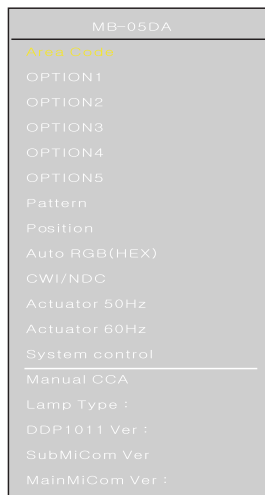 MB-05DA
Area Code
OPTION1
OPTION2
OPTION3
OPTION4
OPTION5
Pattern
Position
Auto RGB(HEX)
CWI/NDC
Actuator 50Hz
Actuator 60Hz
System control
Manual CCA
Lamp Type :
DDP1011 Ver :
SubMiCom Ver
MainMiCom Ver :